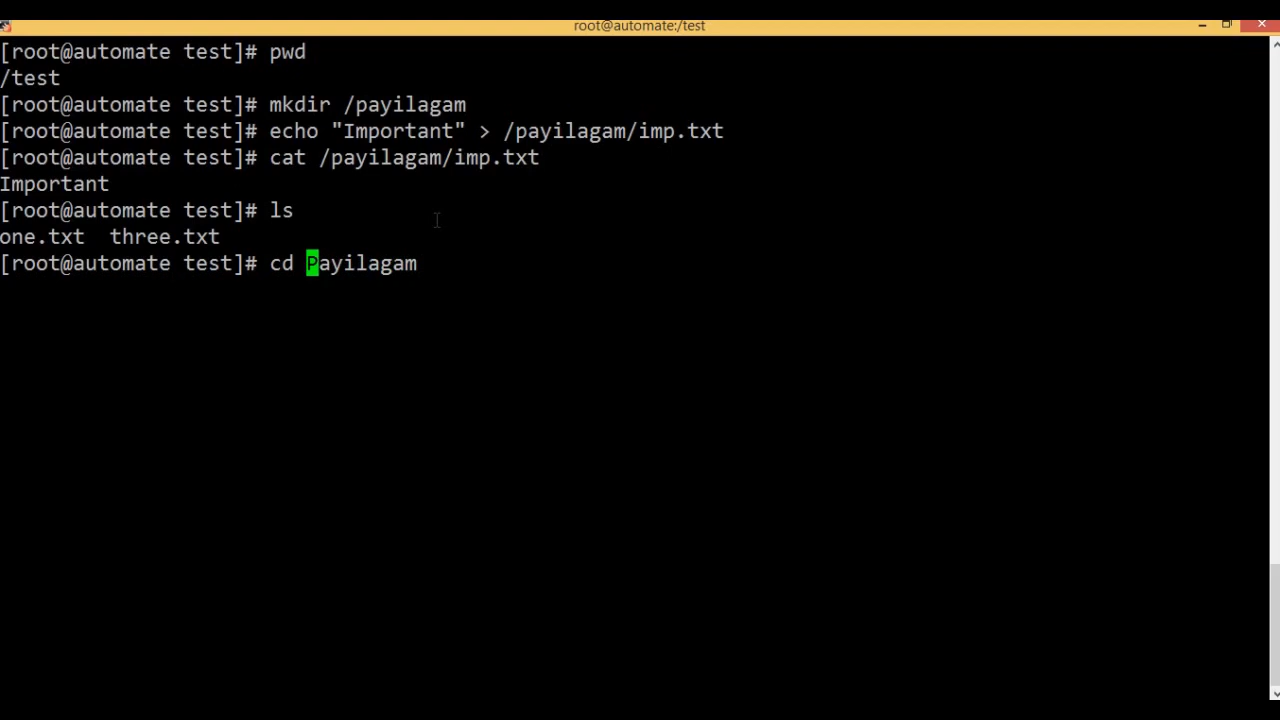 root@automate:/test
[root@automate test]# pwd
/test
[root@automate test]# mkdir /payilagam
[root@automate test]# echo "Important" > /payilagam/imp.txt
[root@automate test]# cat /payilagam/imp.txt
Important
[root@automate test]# ls
one.txt  three.txt
[root@automate test]# cd Payilagam